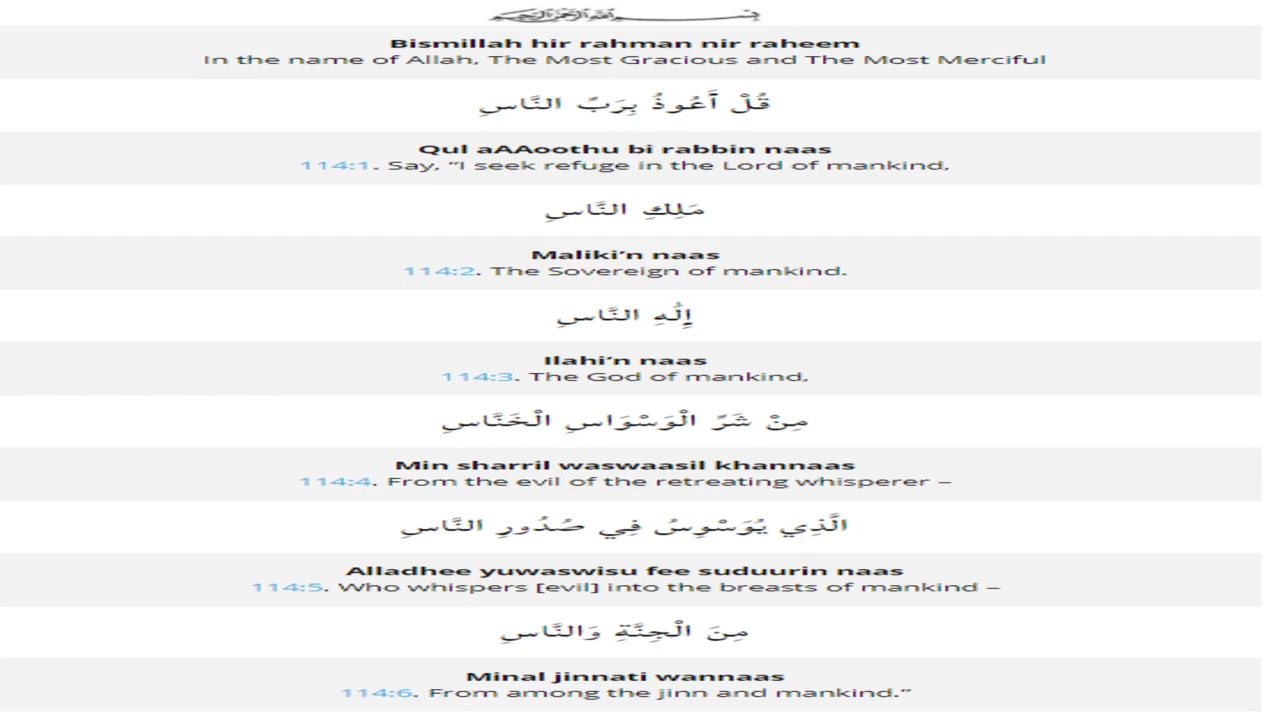 بسم الله الرحمن الرحيم
Bismillah hir rahman nir raheem
In the name of Allah, The Most Gracious and The Most Merciful
قُلْ أَعُوذُ بِرَبِّ النَّاسِ
Qul aAAoothu bi rabbin naas
114:1. Say, “I seek refuge in the Lord of mankind,
مَلِكِ النَّاسِ
Maliki’n naas
114:2. The Sovereign of mankind.
إِلَٰهِ النَّاسِ
Ilahi’n naas
114:3. The God of mankind,
مِنْ شَرِّ الْوَسْوَاسِ الْخَنَّاسِ
Min sharril waswaasil khannaas
114:4. From the evil of the retreating whisperer –
الَّذِي يُوَسْوِسُ فِي صُدُورِ النَّاسِ
Alladhee yuwaswisu fee suduurin naas
114:5. Who whispers [evil] into the breasts of mankind –
مِنَ الْجِنَّةِ وَالنَّاسِ
Minal jinnati wannaas
114:6. From among the jinn and mankind.”